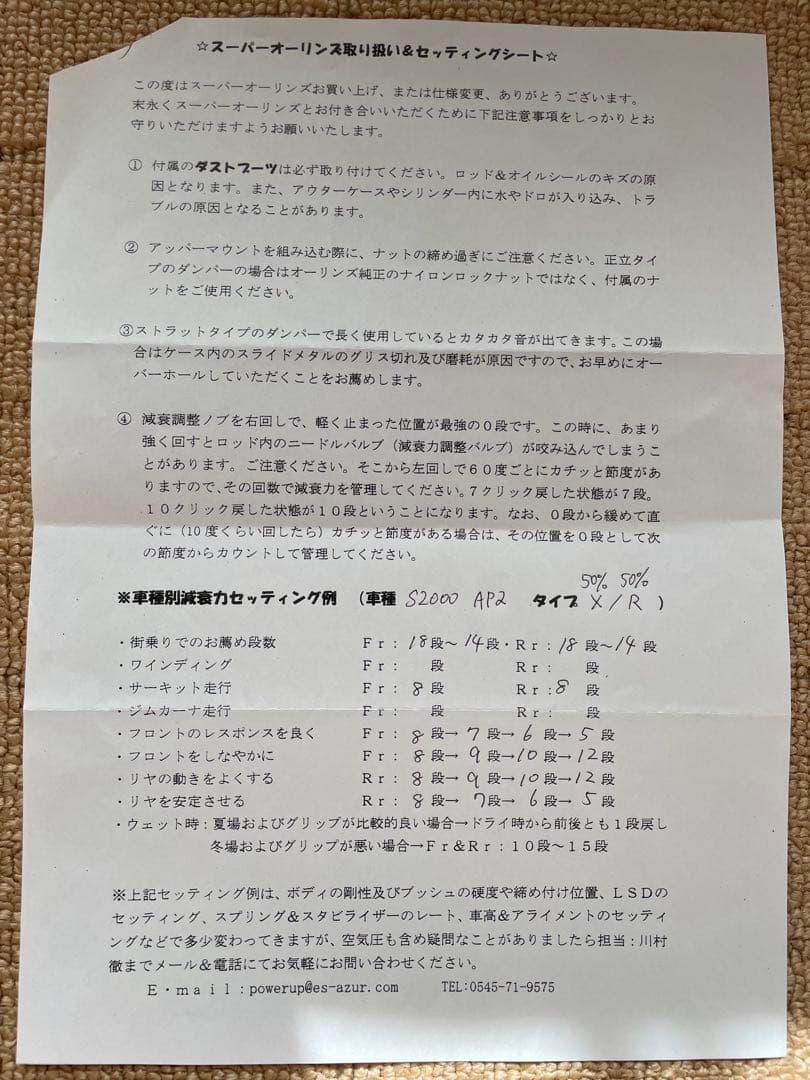 ☆スーパーオーリンズ取り扱い＆セッティングシート☆
この度はスーパーオーリンズお買い上げ、または仕様変更、ありがとうございます。
末永くスーパーオーリンズとお付き合いいただくために下記注意事項をしっかりとお
守りいただけますようお願いいたします。
① 付属のダストブーツは必ず取り付けてください。ロッド＆オイルシールのキズの原
因となります。また、アウターケースやシリンダー内に水やドロが入り込み、トラ
ブルの原因となることがあります。
② アッパーマウントを組み込む際に、ナットの締め過ぎにご注意ください。正立タイ
プのダンパーの場合はオーリンズ純正のナイロンロックナットではなく、付属のナ
ットをご使用ください。
③ストラットタイプのダンパーで長く使用しているとカタカタ音が出てきます。この場
合はケース内のスライドメタルのグリス切れ及び磨耗が原因ですので、お早めにオー
バーホールしていただくことをお薦めします。
④ 減衰調整ノブを右回しで、軽く止まった位置が最強の０段です。この時に、あまり
強く回すとロッド内のニードルバルブ（減衰力調整バルブ）が咬み込んでしまうこ
とがあります。ご注意ください。そこから左回しで６０度ごとにカチッと節度があ
りますので、その回数で減衰力を管理してください。７クリック戻した状態が７段。
１０クリック戻した状態が１０段ということになります。なお、０段から緩めて直
ぐに（10 度くらい回したら）カチッと節度がある場合は、その位置を０段として次
の節度からカウントして管理してください。
50% 50%
※車種別減衰力セッティング例 （車種 S2000 AP2 タイプ X / R ）
・街乗りでのお薦め段数 Ｆｒ： 18段～14段・Ｒｒ：18 段～14 段
・ワインディング Ｆｒ： 段 Ｒｒ： 段
・サーキット走行 Ｆｒ： 8 段 Ｒｒ：8 段
・ジムカーナ走行 Ｆｒ： 段 Ｒｒ： 段
・フロントのレスポンスを良く Ｆｒ： 8 段→ 7 段→ 6 段→ 5 段
・フロントをしなやかに Ｆｒ： 8 段→ 9 段→10 段→12 段
・リヤの動きをよくする Ｒｒ： 8 段→ 9 段→10 段→12 段
・リヤを安定させる Ｒｒ： 8 段→ 7段→ 6 段→ 5 段
・ウェット時：夏場およびグリップが比較的良い場合→ドライ時から前後とも１段戻し
冬場およびグリップが悪い場合→Ｆｒ＆Ｒｒ：１０段～１５段
※上記セッティング例は、ボディの剛性及びブッシュの硬度や締め付け位置、ＬＳＤの
セッティング、スプリング＆スタビライザーのレート、車高＆アライメントのセッティ
ングなどで多少変わってきますが、空気圧も含め疑問なことがありましたら担当：川村
徹までメール＆電話にてお気軽にお問い合わせください。
Ｅ・ｍａｉｌ：powerup@es-azur.com TEL:0545-71-9575